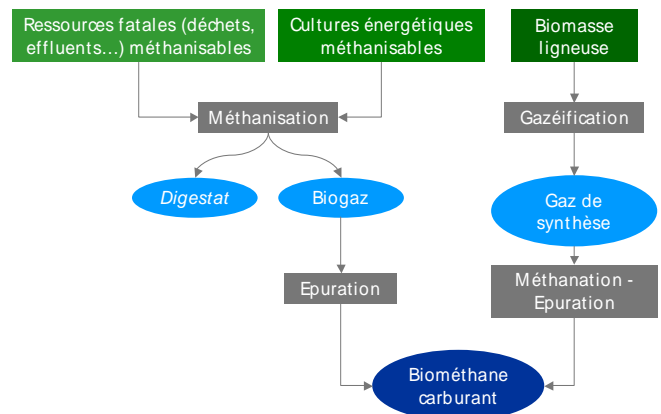 Ressources fatales (déchets,
effluents…) méthanisables
Cultures énergétiques
méthanisables
Biomasse
ligneuse
Méthanisation
Gazéification
Digestat
Biogaz
Gaz de
synthèse
Epuration
Méthanation -
Epuration
Biométhane
carburant